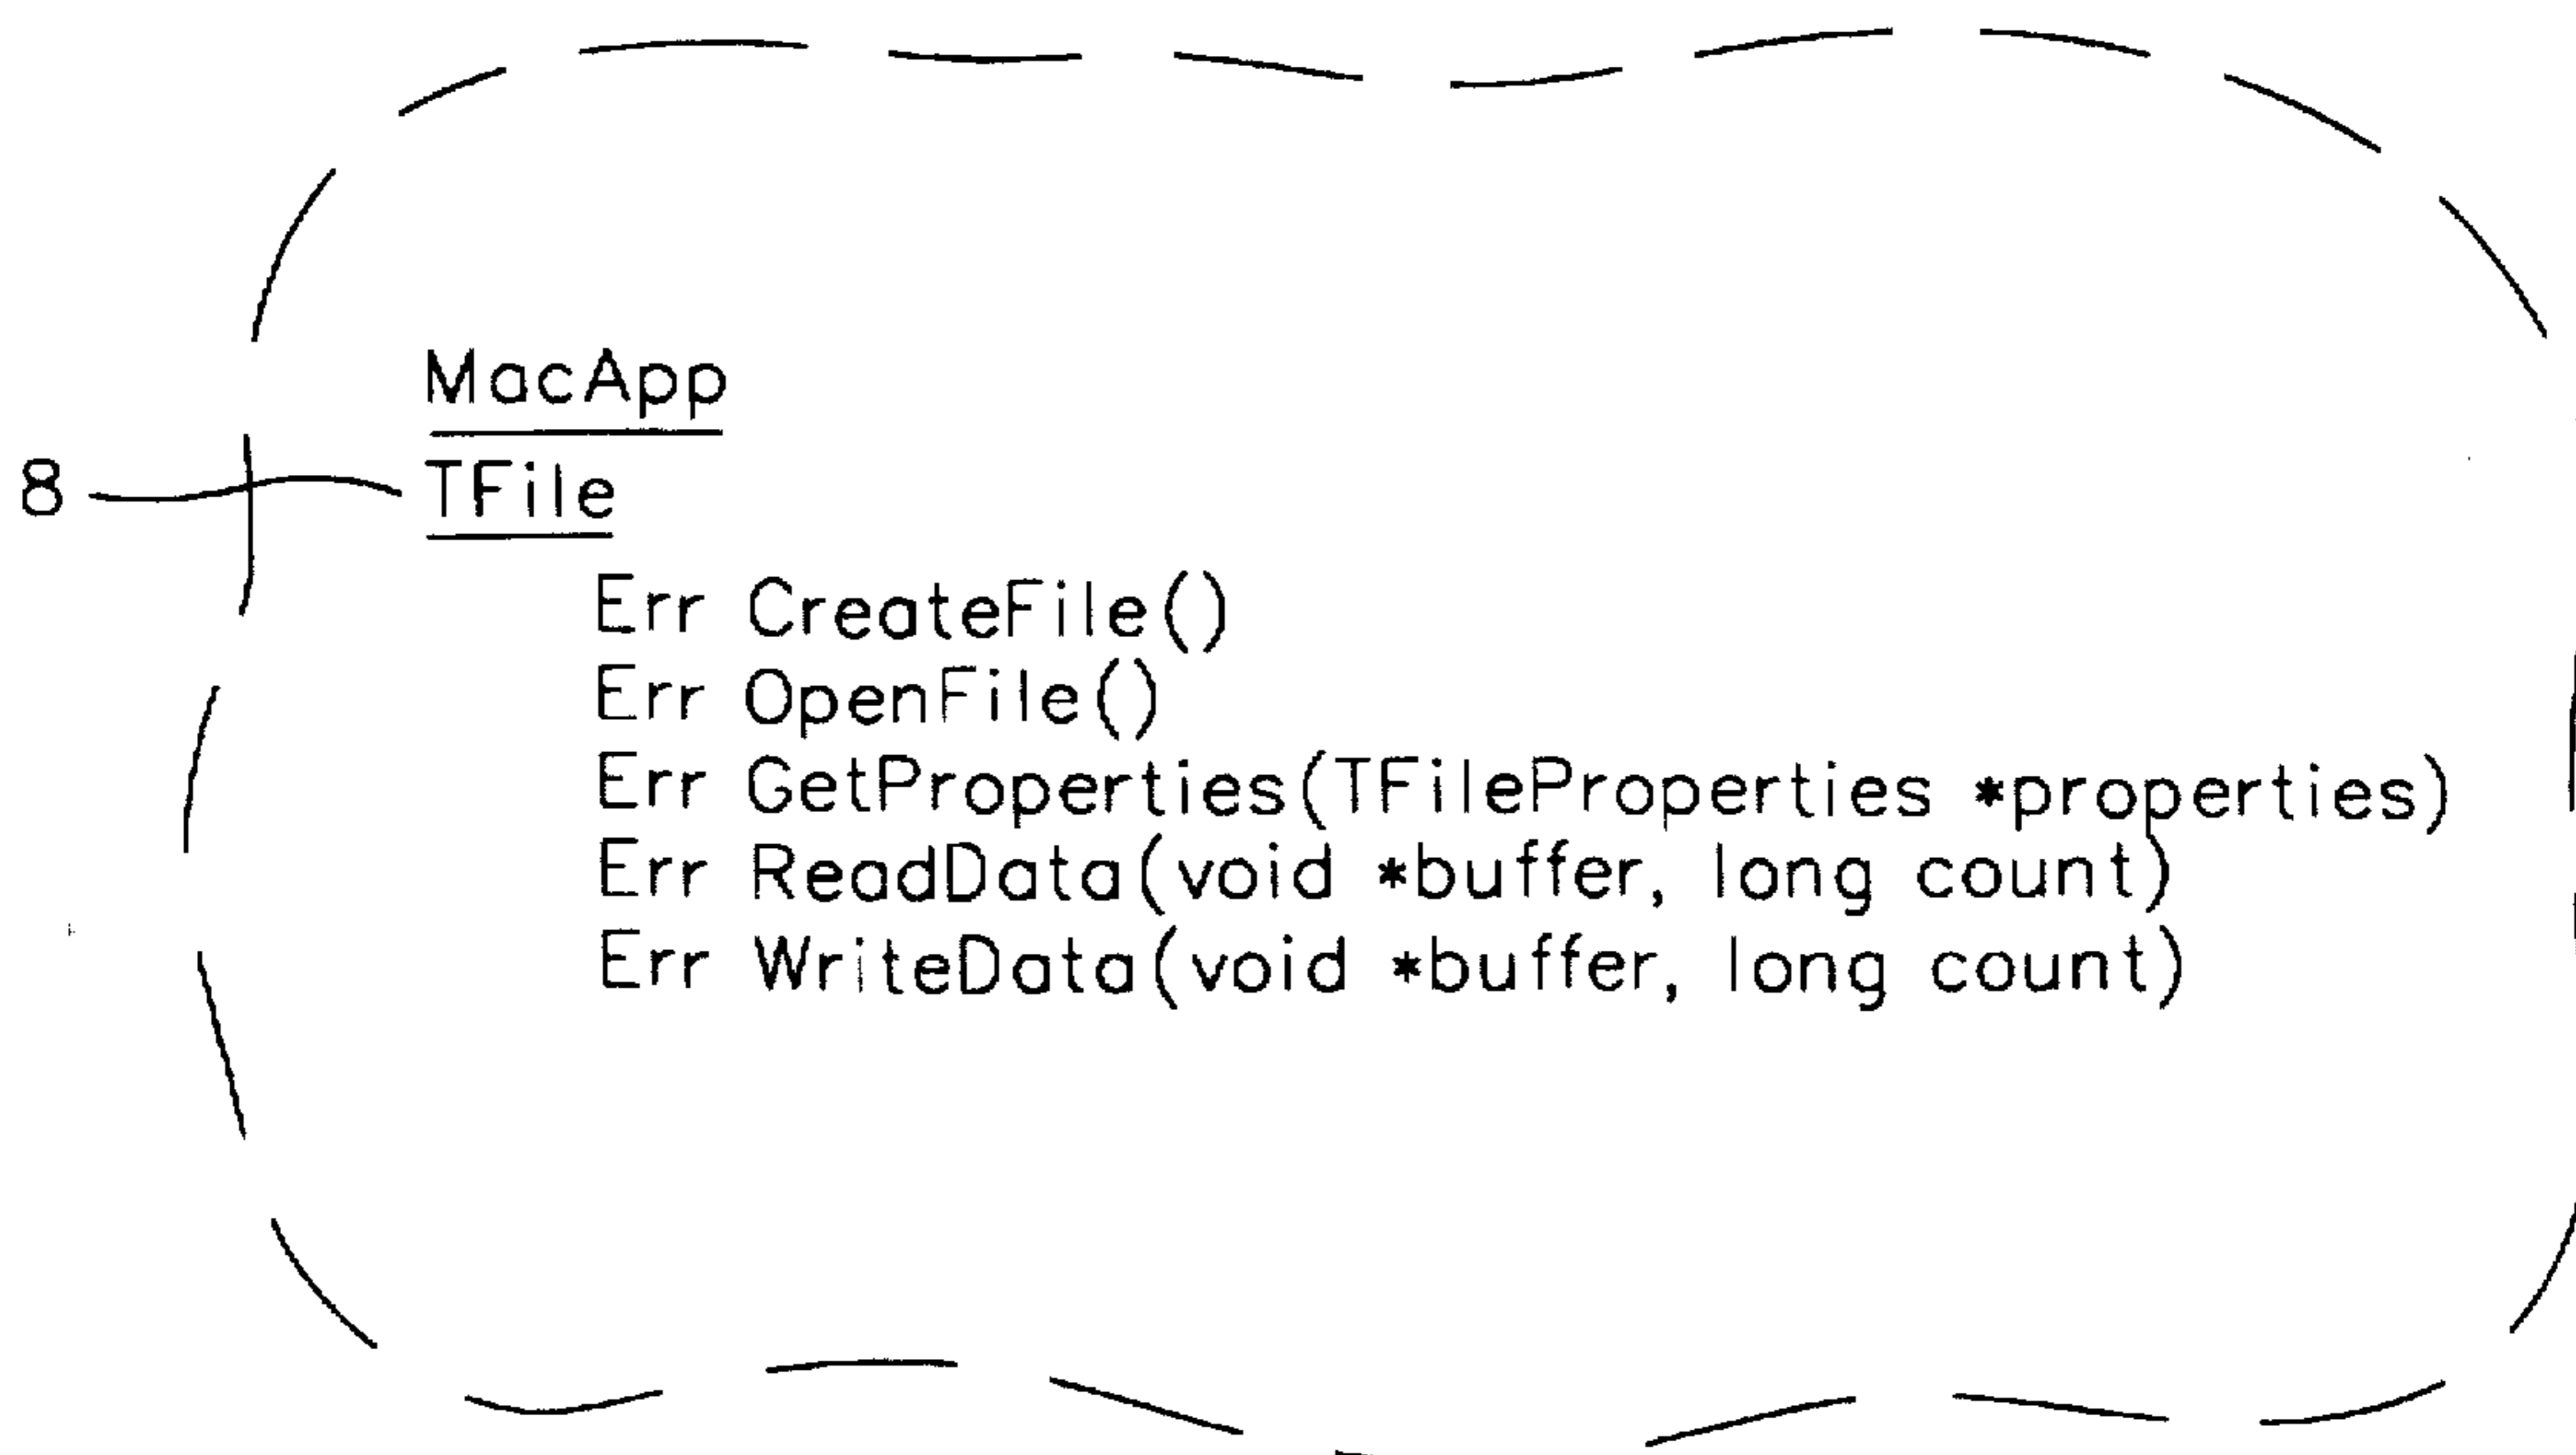 MacApp
8 TFile
Err CreateFile()
Err OpenFile()
Err GetProperties(TFileProperties *properties)
Err ReadData(void *buffer, long count)
Err WriteData(void *buffer, long count)